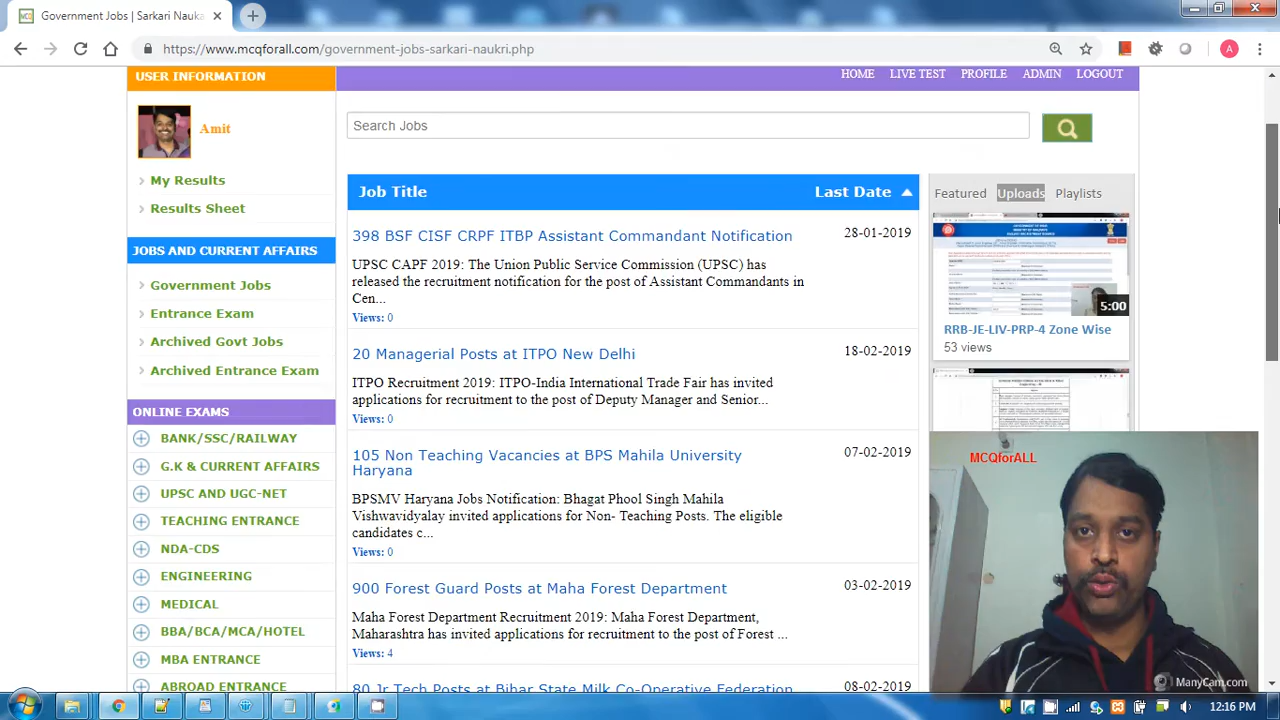 Government Jobs | Sarkari Nauka
https://www.mcqforall.com/government-jobs-sarkari-naukri.php
A
USER INFORMATION
HOME LIVE TEST PROFILE ADMIN LOGOUT
Amit
Search Jobs
My Results
Results Sheet
JOBS AND CURRENT AFFAIRS
Government Jobs
Entrance Exam
Archived Govt Jobs
Archived Entrance Exam
ONLINE EXAMS
BANK/SSC/RAILWAY
G.K & CURRENT AFFAIRS
UPSC AND UGC-NET
TEACHING ENTRANCE
NDA-CDS
ENGINEERING
MEDICAL
BBA/BCA/MCA/HOTEL
MBA ENTRANCE
ABROAD ENTRANCE
Job Title Last Date
398 BSF CISF CRPF ITBP Assistant Commandant Notification 28-01-2019
UPSC CAPF 2019: The Union Public Service Commission (UPSC) has
released the recruitment notification for the post of Assistant Commandants in
Cen...
Views: 0
20 Managerial Posts at ITPO New Delhi 18-02-2019
ITPO Recruitment 2019: ITPO-India International Trade Fair has invited
applications for recruitment to the post of Deputy Manager and Senior...
Views: 0
105 Non Teaching Vacancies at BPS Mahila University 07-02-2019
Haryana
BPSMV Haryana Jobs Notification: Bhagat Phool Singh Mahila
Vishwavidyalay invited applications for Non- Teaching Posts. The eligible
candidates c...
Views: 0
900 Forest Guard Posts at Maha Forest Department 03-02-2019
Maha Forest Department Recruitment 2019: Maha Forest Department,
Maharashtra has invited applications for recruitment to the post of Forest ...
Views: 4
80 Jr Tech Posts at Bihar State Milk Co-Operative Federation 08-02-2019
Featured Uploads Playlists
5:00
RRB-JE-LIV-PRP-4 Zone Wise
53 views
MCQforALL
ManyCam.com
12:16 PM